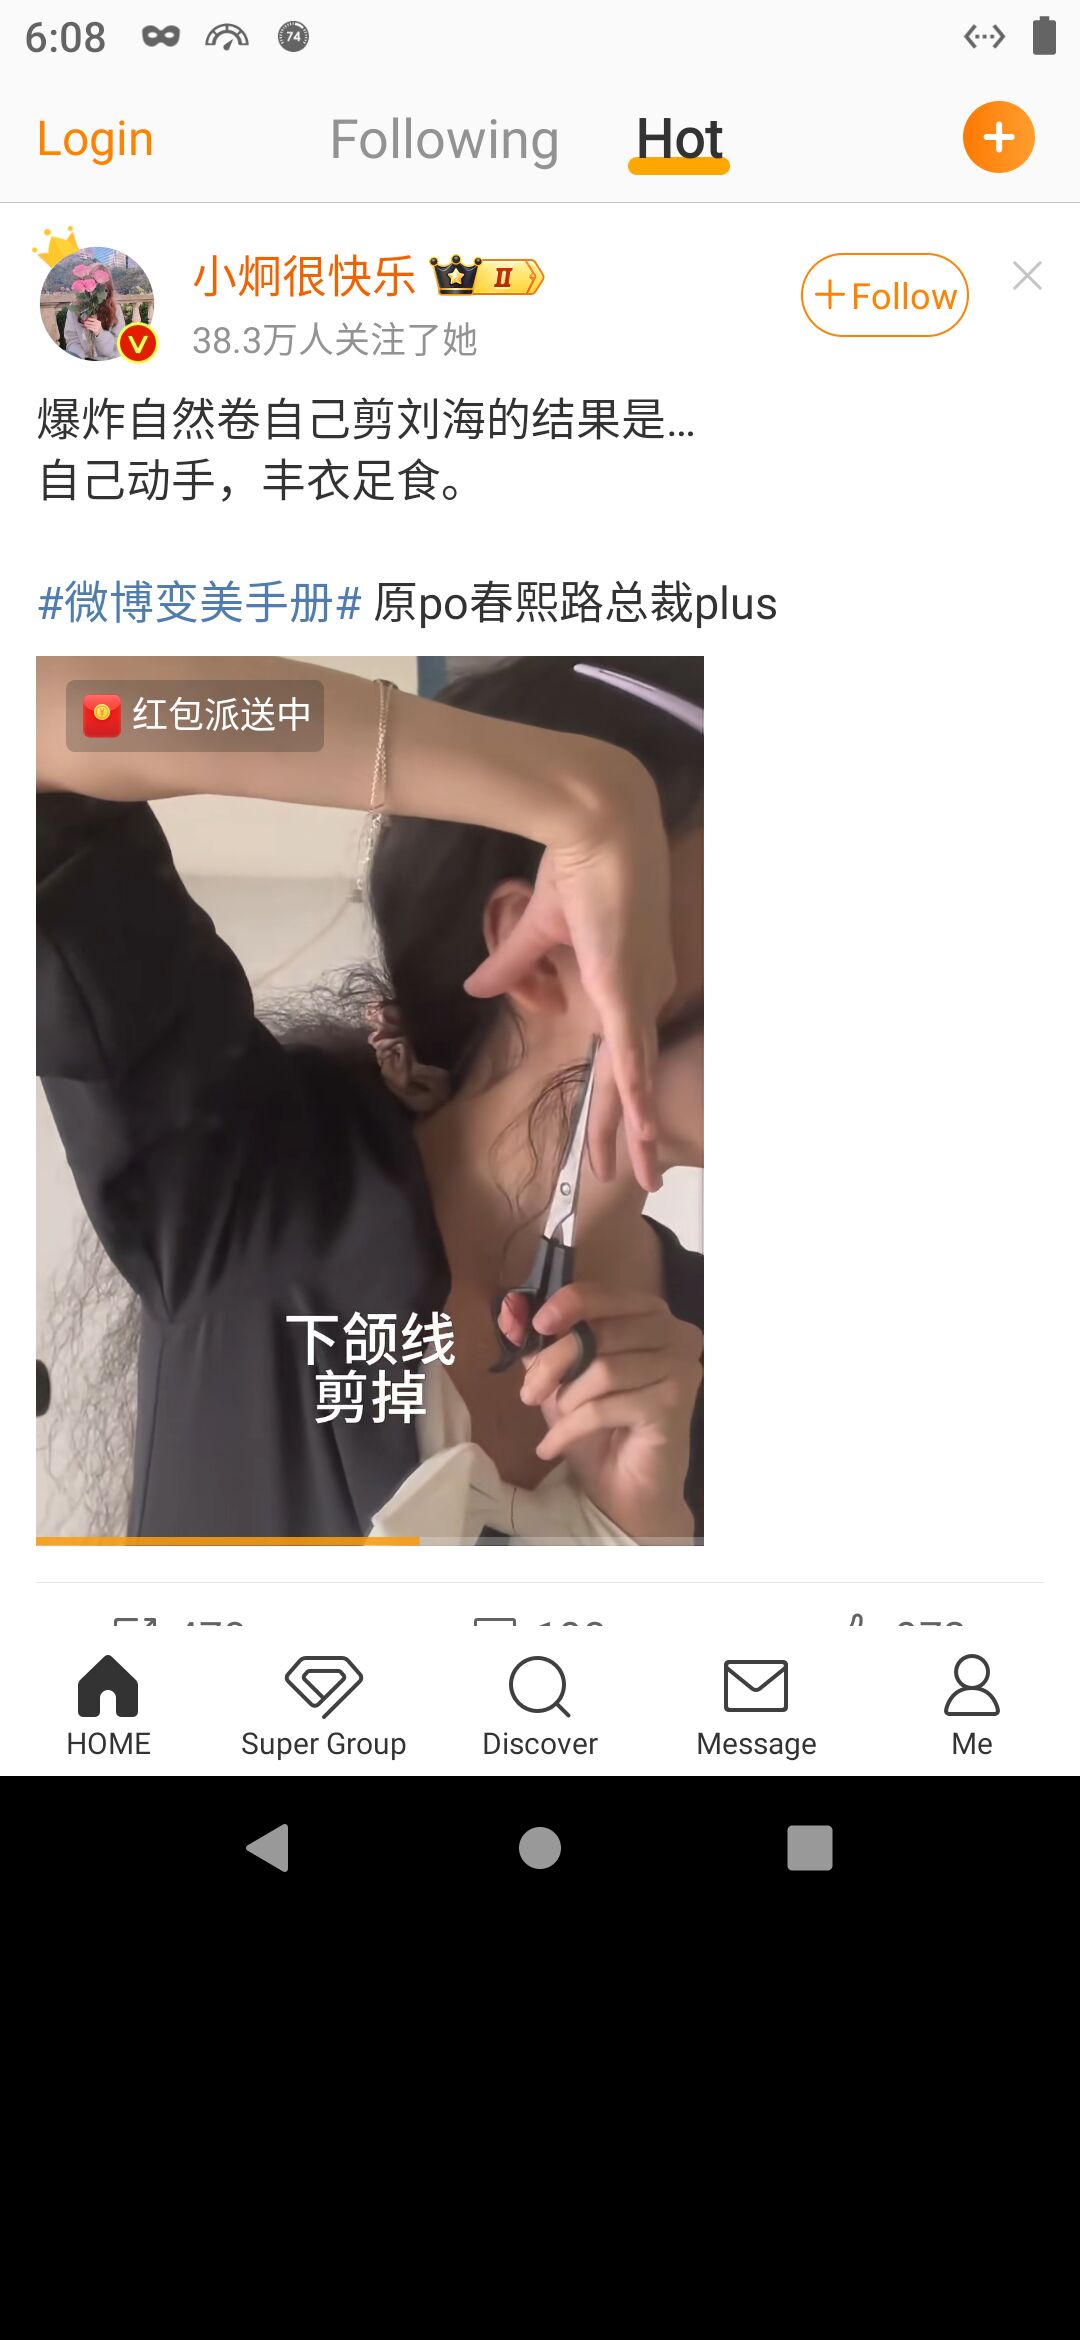 6:08
74
Login
Following
Hot
小炯很快乐
II
38.3万人关注了她
+Follow
V
爆炸自然卷自己剪刘海的结果是...
自己动手，丰衣足食。
#微博变美手册# 原po春熙路总裁plus
红包派送中
下颌线
剪掉
HOME
Super Group
Discover
Message
Me